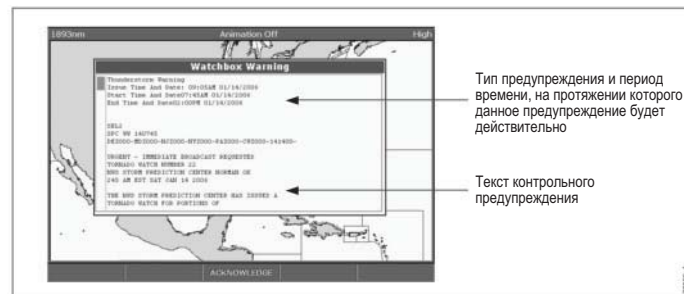 1893nm Animation Off High
Watchbox Warning
Thunderstorm Warning
Issue Time And Date: 09:05AM 01/14/2006
Start Time And Date07:45AM 01/14/2006
End Time And Date01:00PM 01/14/2006
SEL2
SPC WW 140745
URGENT - IMMEDIATE BROADCAST REQUESTED
TORNADO WATCH NUMBER 22
NWS STORM PREDICTION CENTER NORMAN OK
245 AM EST SAT JAN 14 2006
THE NWS STORM PREDICTION CENTER HAS ISSUED A
TORNADO WATCH FOR PORTIONS OF
ACKNOWLEDGE
Тип предупреждения и период
времени, на протяжении которого
данное предупреждение будет
действительно
Текст контрольного
предупреждения